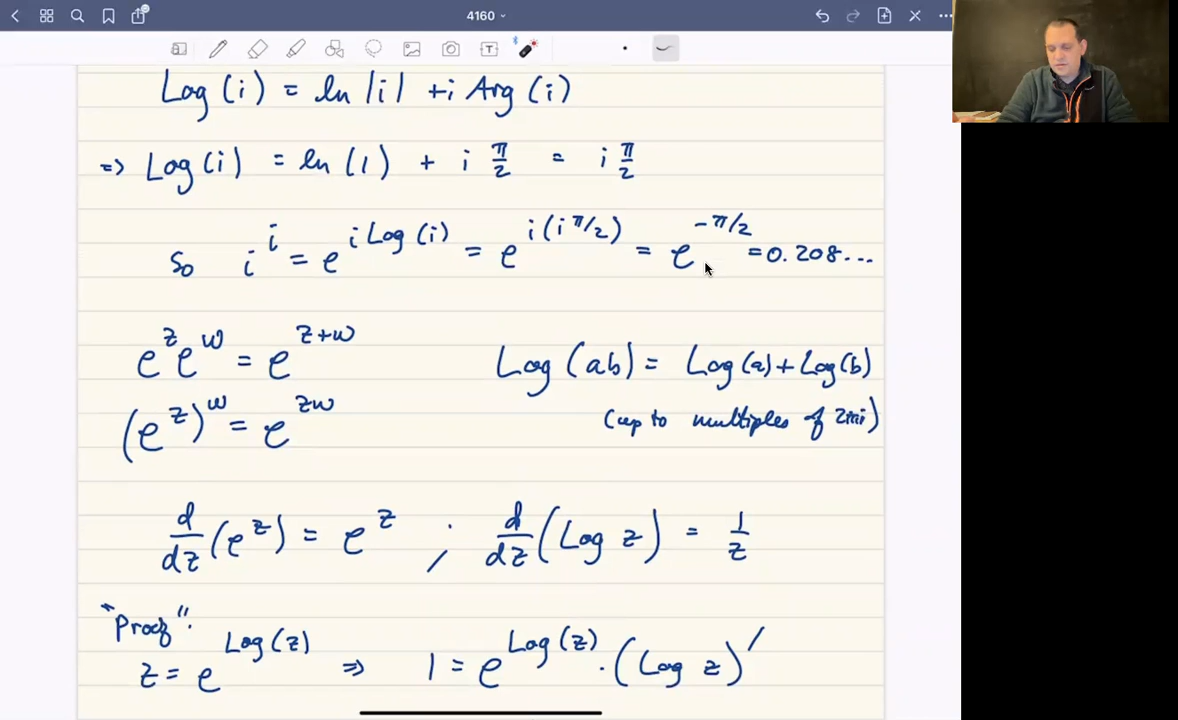 4160
Log (i) = ln |i| + i Arg (i)
=> Log (i) = ln (1) + i π/2 = i π/2
So i^i = e^{i Log (i)} = e^{i(i π/2)} = e^{-π/2} = 0.208...
e^z e^w = e^{z+w}
Log (ab) = Log(a) + Log(b)
(e^z)^w = e^{zw}
(up to multiples of 2πi)
d/dz (e^z) = e^z ; d/dz (Log z) = 1/z
"Proof":
z = e^{Log(z)} => 1 = e^{Log(z)} · (Log z)'